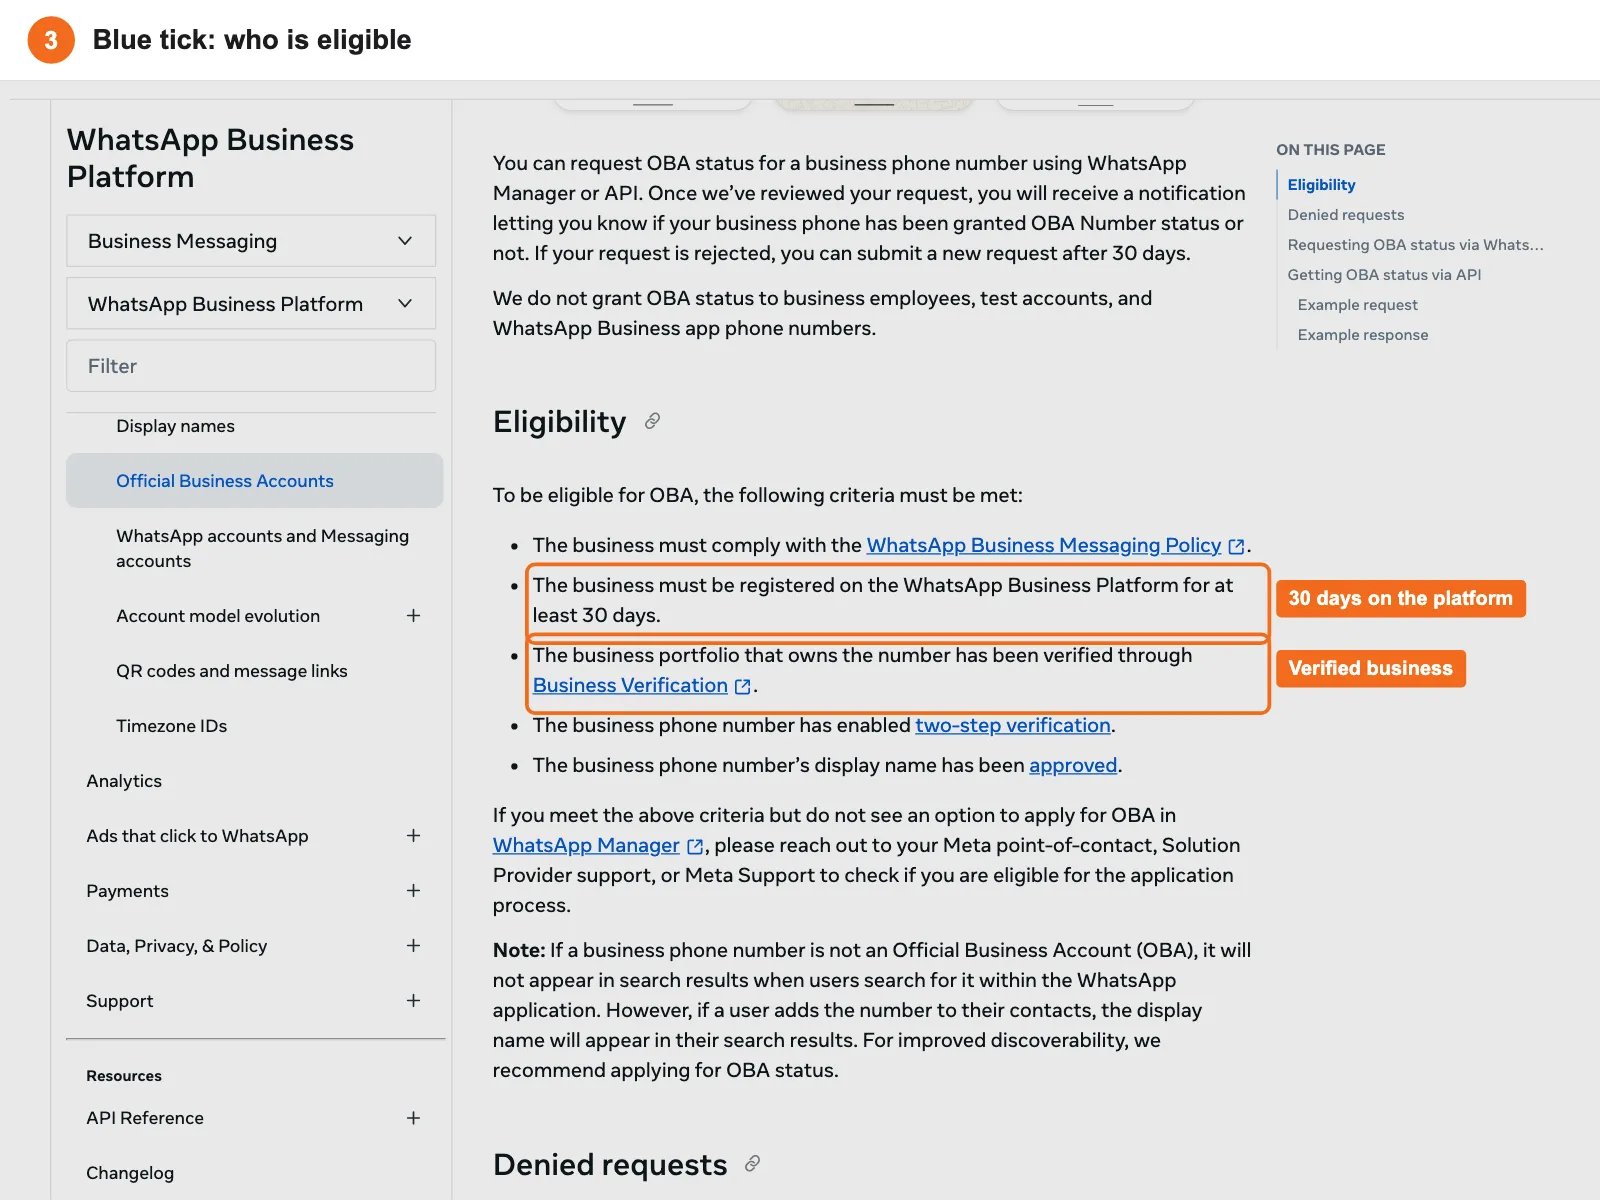 3
Blue tick: who is eligible
WhatsApp Business
Platform
Business Messaging
WhatsApp Business Platform
Filter
Display names
Official Business Accounts
WhatsApp accounts and Messaging
accounts
Account model evolution
QR codes and message links
Timezone IDs
Analytics
Ads that click to WhatsApp
Payments
Data, Privacy, & Policy
Support
Resources
API Reference
Changelog
You can request OBA status for a business phone number using WhatsApp
Manager or API. Once we’ve reviewed your request, you will receive a notification
letting you know if your business phone has been granted OBA Number status or
not. If your request is rejected, you can submit a new request after 30 days.
We do not grant OBA status to business employees, test accounts, and
WhatsApp Business app phone numbers.
Eligibility
To be eligible for OBA, the following criteria must be met:
• The business must comply with the WhatsApp Business Messaging Policy.
• The business must be registered on the WhatsApp Business Platform for at
least 30 days.
30 days on the platform
• The business portfolio that owns the number has been verified through
Business Verification.
Verified business
• The business phone number has enabled two-step verification.
• The business phone number’s display name has been approved.
If you meet the above criteria but do not see an option to apply for OBA in
WhatsApp Manager, please reach out to your Meta point-of-contact, Solution
Provider support, or Meta Support to check if you are eligible for the application
process.
Note: If a business phone number is not an Official Business Account (OBA), it will
not appear in search results when users search for it within the WhatsApp
application. However, if a user adds the number to their contacts, the display
name will appear in their search results. For improved discoverability, we
recommend applying for OBA status.
Denied requests
ON THIS PAGE
Eligibility
Denied requests
Requesting OBA status via Whats...
Getting OBA status via API
Example request
Example response